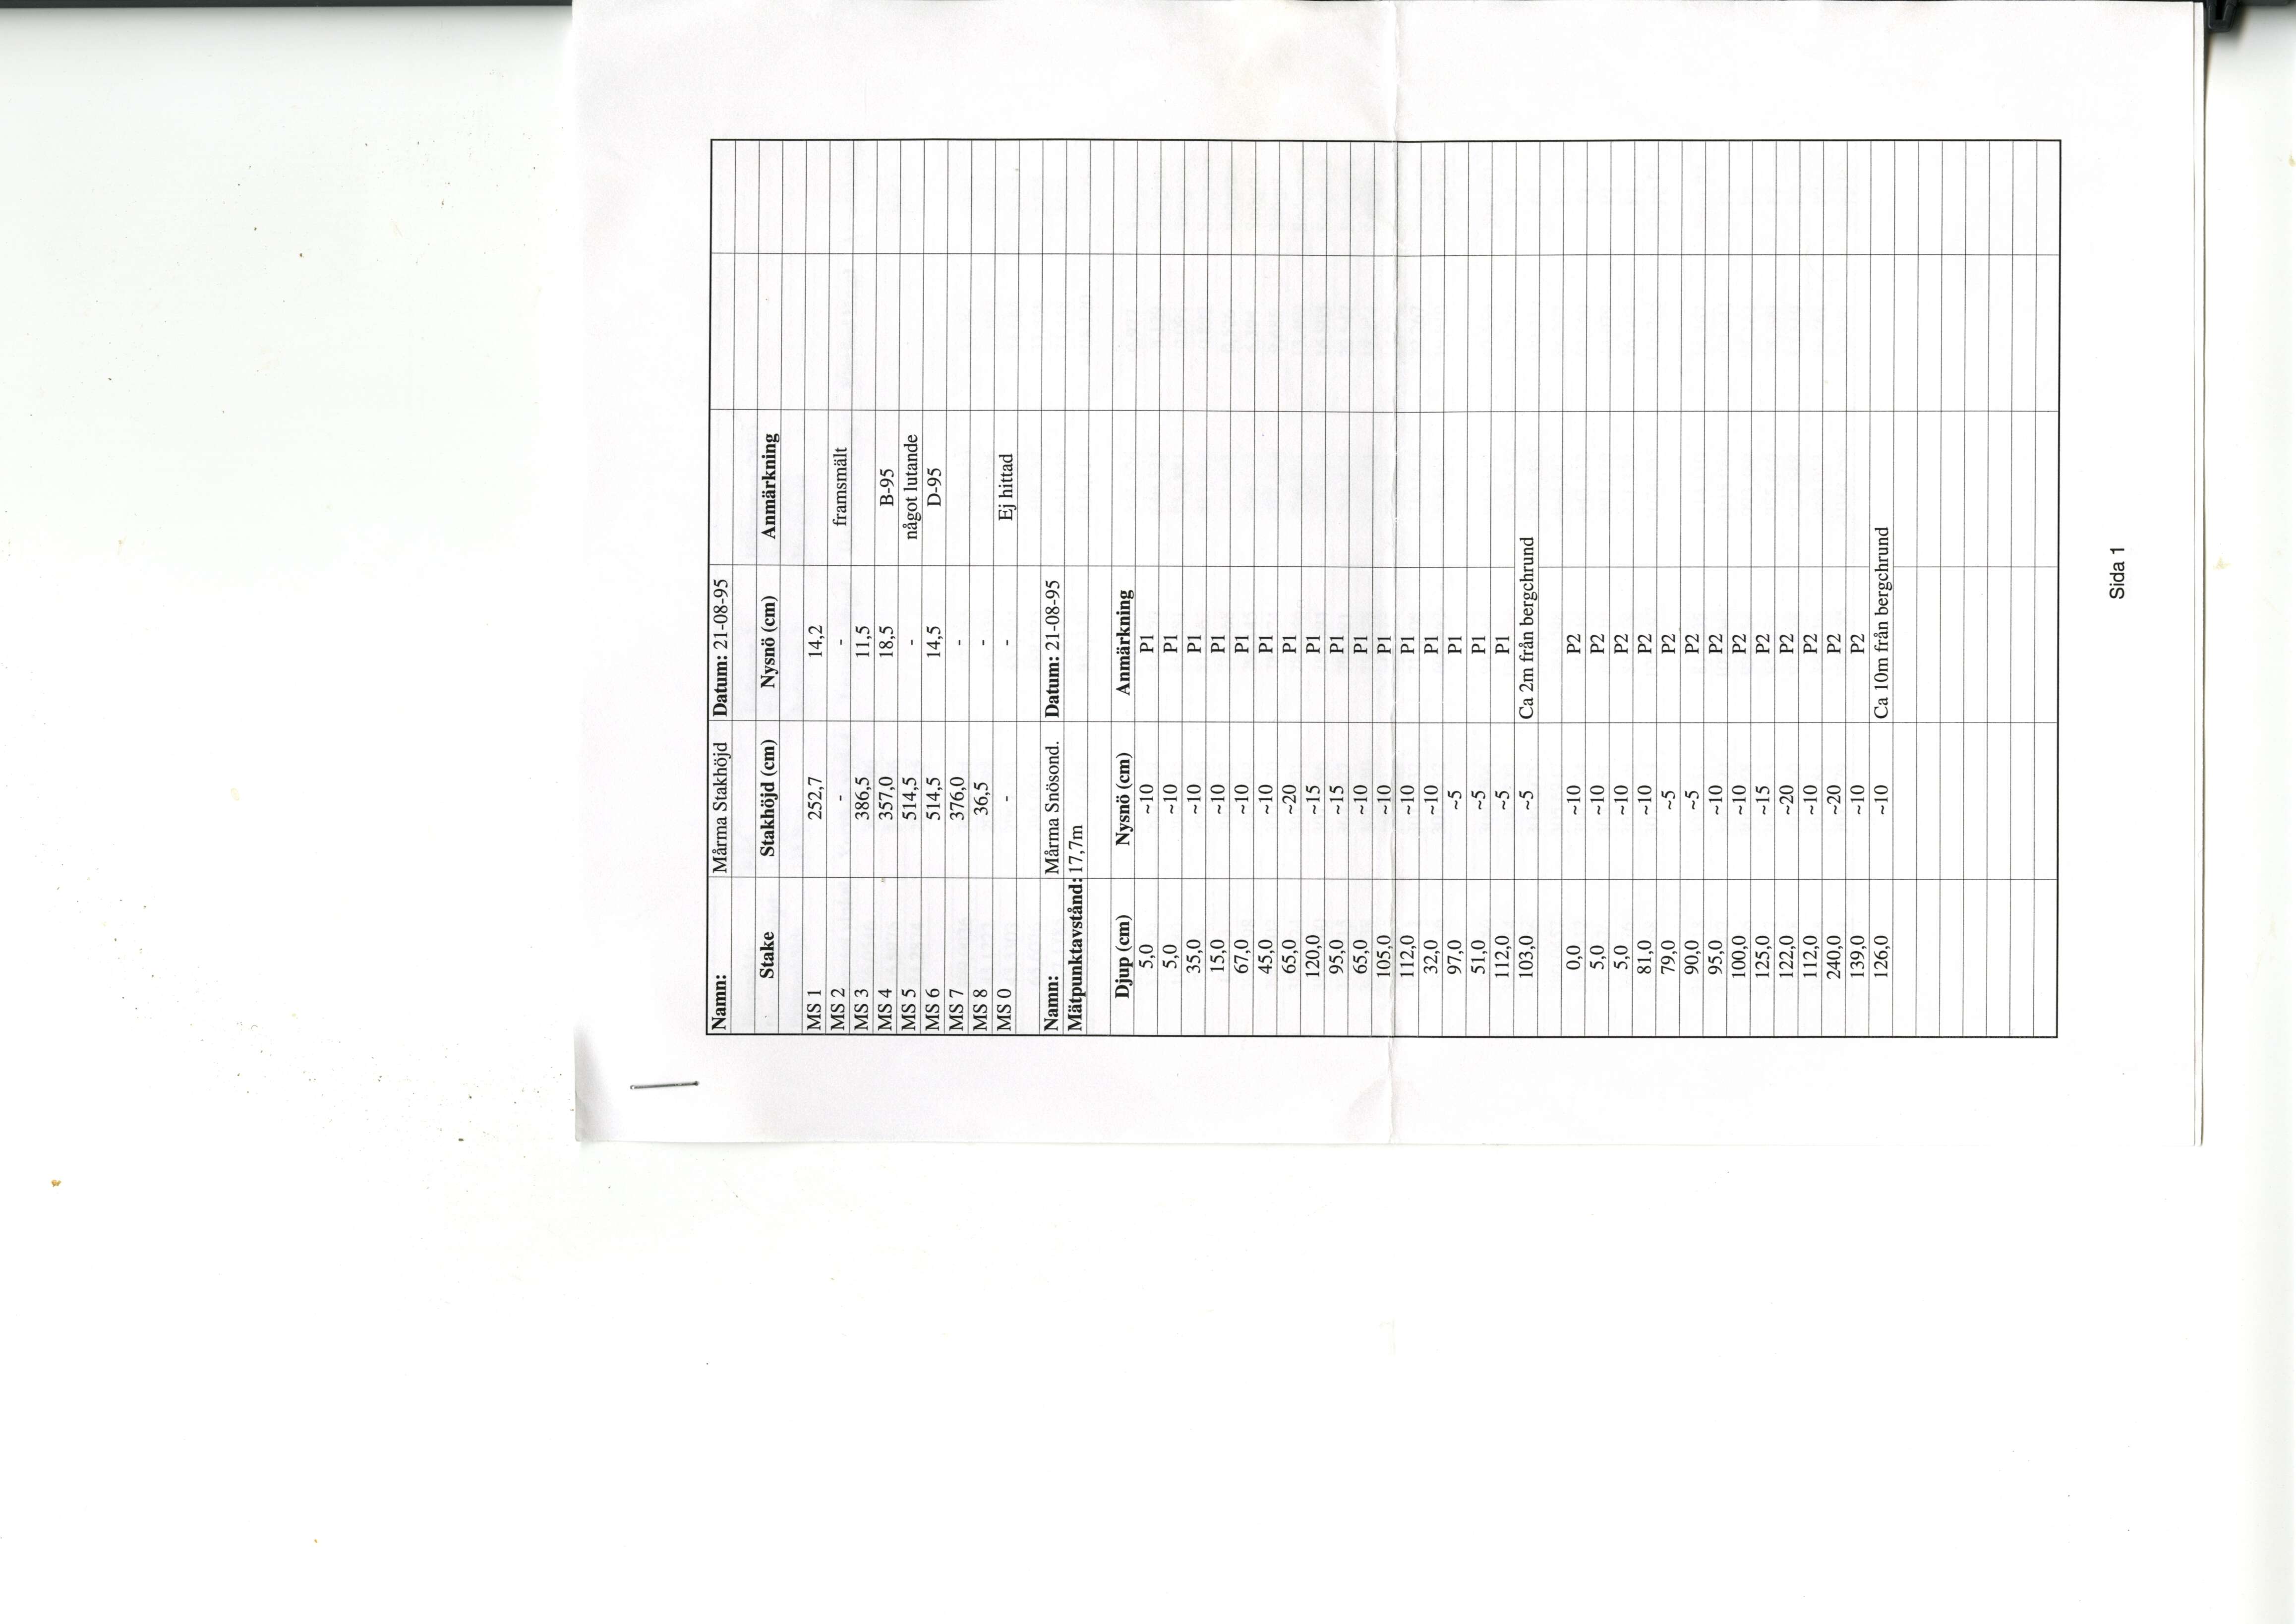 Namn: Mårma Stakhöjd Datum: 21-08-95
Stake Stakhöjd (cm) Nysnö (cm) Anmärkning
MS 1 252,7 14,2
MS 2 - - framsmält
MS 3 386,5 11,5
MS 4 357,0 18,5 B-95
MS 5 514,5 - något lutande
MS 6 514,5 14,5 D-95
MS 7 376,0 -
MS 8 36,5 -
MS 0 - - Ej hittad
Namn: Mårma Snösond. Datum: 21-08-95
Mätpunktavstånd: 17,7m
Djup (cm) Nysnö (cm) Anmärkning
5,0 ~10 P1
5,0 ~10 P1
35,0 ~10 P1
15,0 ~10 P1
67,0 ~10 P1
45,0 ~10 P1
65,0 ~20 P1
120,0 ~15 P1
95,0 ~15 P1
65,0 ~10 P1
105,0 ~10 P1
112,0 ~10 P1
32,0 ~10 P1
97,0 ~5 P1
51,0 ~5 P1
112,0 ~5 P1
103,0 ~5 Ca 2m från bergchrund
0,0 ~10 P2
5,0 ~10 P2
5,0 ~10 P2
81,0 ~10 P2
79,0 ~5 P2
90,0 ~5 P2
95,0 ~10 P2
100,0 ~10 P2
125,0 ~15 P2
122,0 ~20 P2
112,0 ~10 P2
240,0 ~20 P2
139,0 ~10 P2
126,0 ~10 Ca 10m från bergchrund
Sida 1